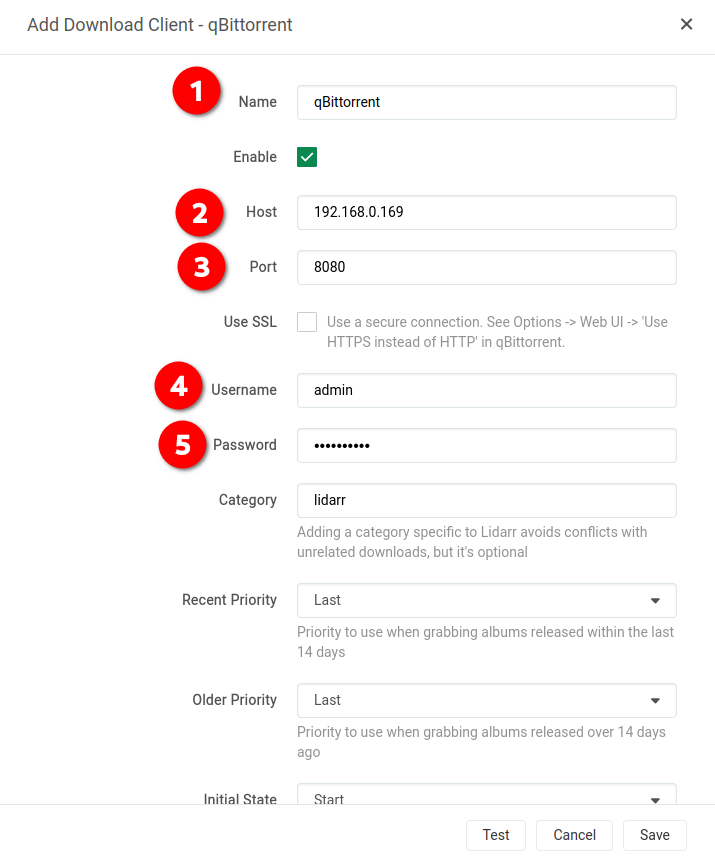 Add Download Client - qBittorrent
1
Name
qBittorrent
Enable
2
Host
192.168.0.169
3
Port
8080
Use SSL
Use a secure connection. See Options -> Web UI -> 'Use
HTTPS instead of HTTP' in qBittorrent.
4
Username
admin
5
Password
••••••••••
Category
lidarr
Adding a category specific to Lidarr avoids conflicts with
unrelated downloads, but it's optional
Recent Priority
Last
Priority to use when grabbing albums released within the last
14 days
Older Priority
Last
Priority to use when grabbing albums released over 14 days
ago
Initial State
Start
Test
Cancel
Save